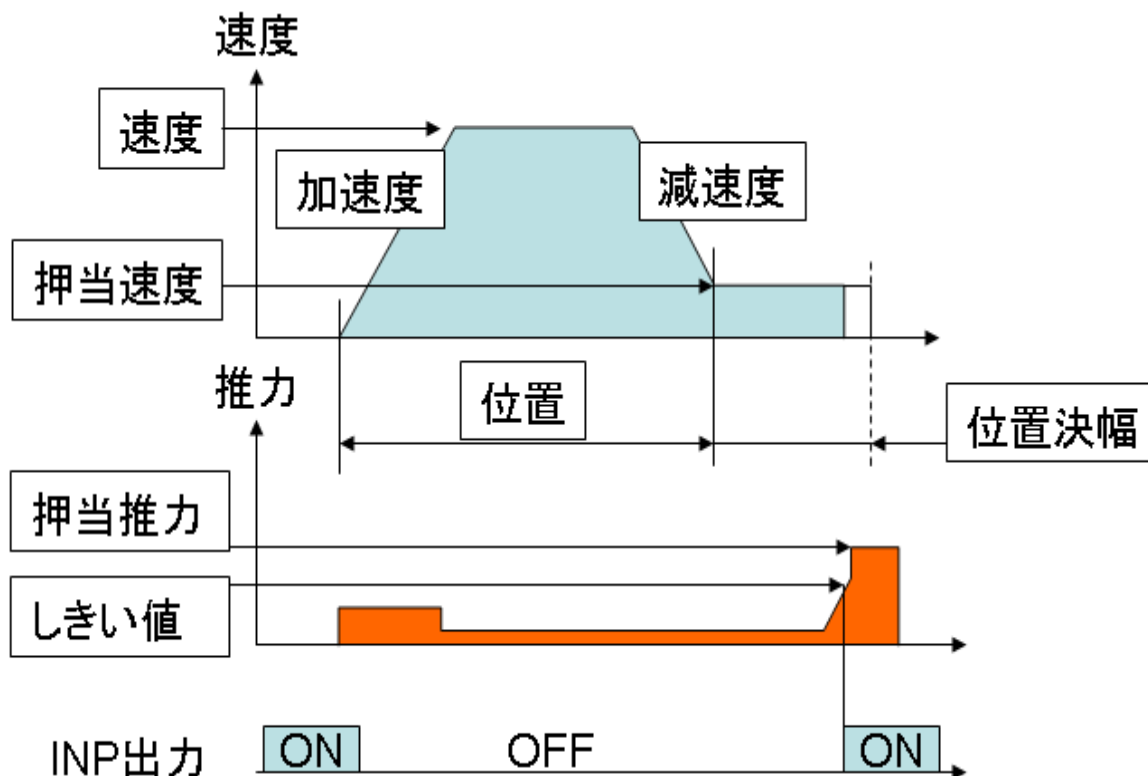 速度
速度
加速度
減速度
押当速度
推力
位置
位置決幅
押当推力
しきい値
INP出力
ON
OFF
ON